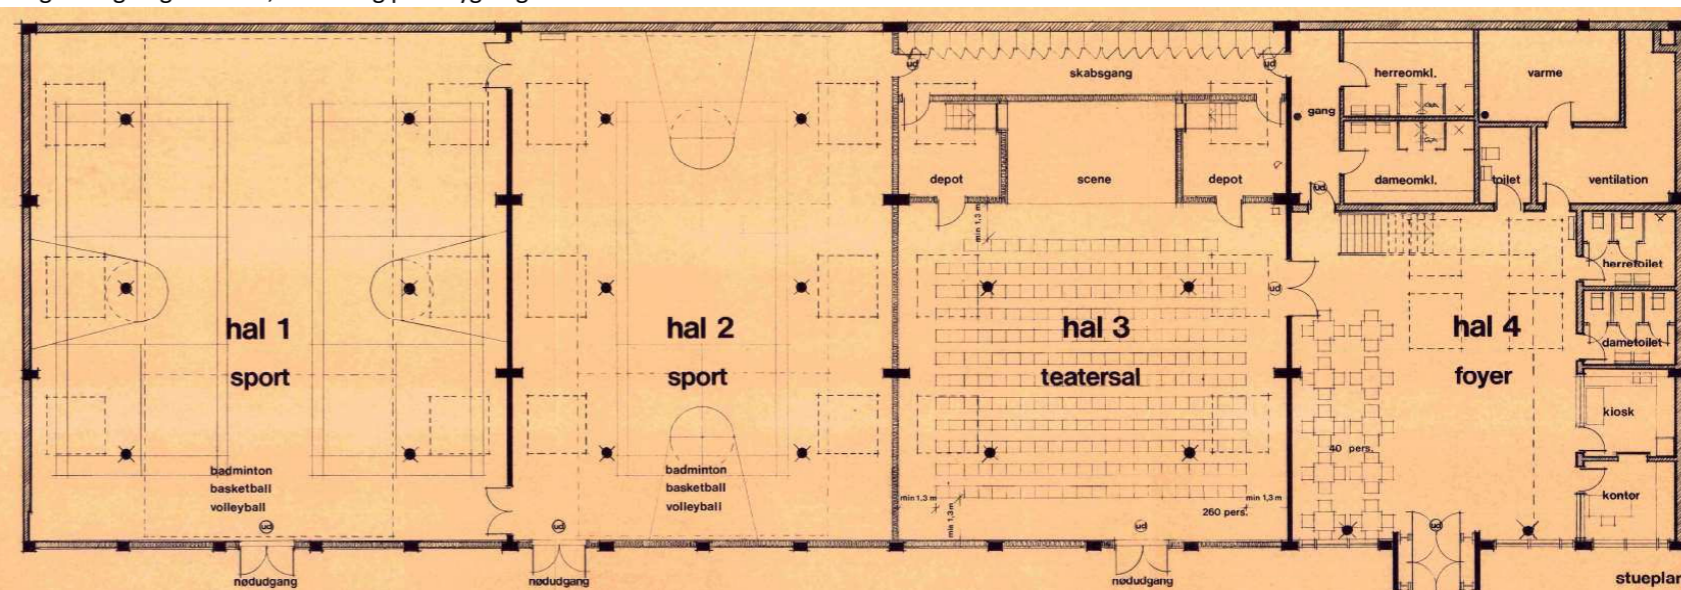 skabsgang
herreomkl.
varme
gang
depot
scene
depot
dameomkl.
toilet
ventilation
min 1,3 m
herretoilet
hal 1
sport
hal 2
sport
hal 3
teatersal
hal 4
foyer
dametoilet
kiosk
kontor
40 pers.
badminton
basketball
volleyball
badminton
basketball
volleyball
min 1,3 m
min 1,3 m
min 1,3 m
260 pers.
ud
ud
ud
ud
ud
ud
ud
ud
nødudgang
nødudgang
nødudgang
stueplan